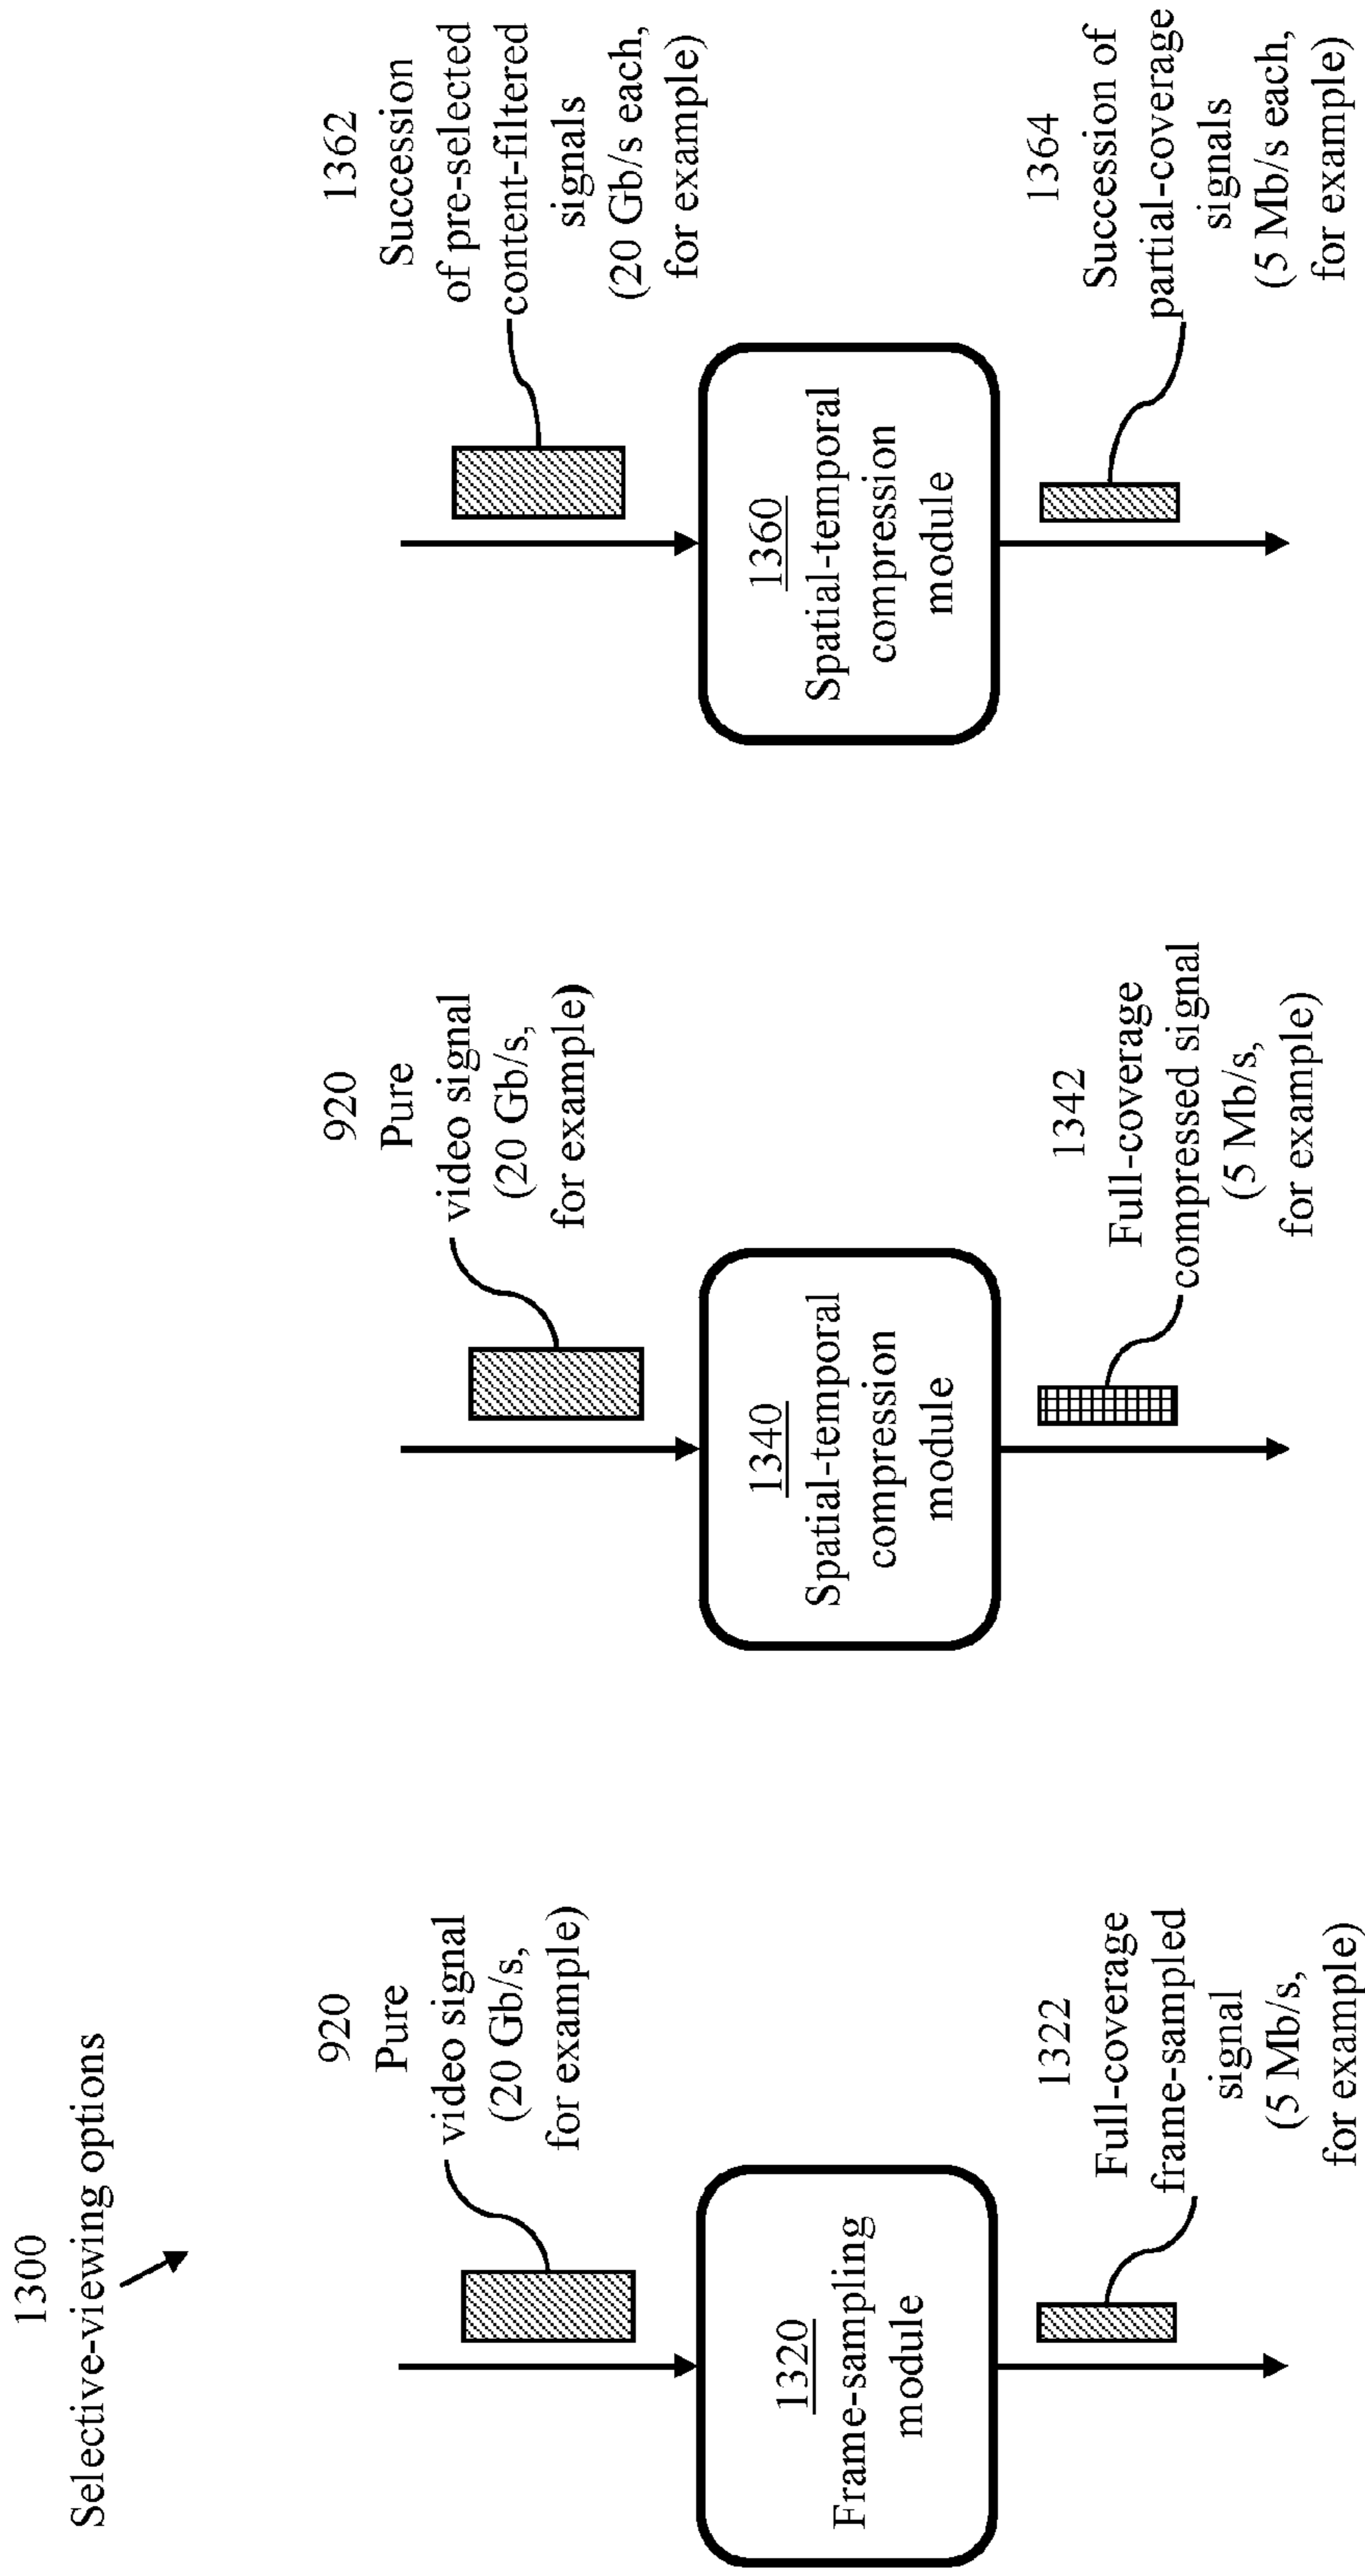 1300
Selective-viewing options
920
Pure
video signal
(20 Gb/s,
for example)
1320
Frame-sampling
module
1322
Full-coverage
frame-sampled
signal
(5 Mb/s,
for example)
920
Pure
video signal
(20 Gb/s,
for example)
1340
Spatial-temporal
compression
module
1342
Full-coverage
compressed signal
(5 Mb/s,
for example)
1362
Succession
of pre-selected
content-filtered
signals
(20 Gb/s each,
for example)
1360
Spatial-temporal
compression
module
1364
Succession of
partial-coverage
signals
(5 Mb/s each,
for example)